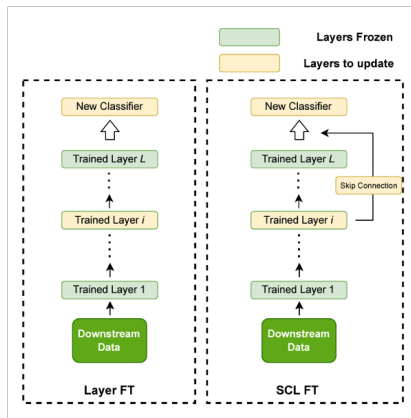 Layers Frozen
Layers to update
New Classifier
Trained Layer L
Trained Layer i
Trained Layer 1
Downstream
Data
Layer FT
New Classifier
Trained Layer L
Skip Connection
Trained Layer i
Trained Layer 1
Downstream
Data
SCL FT